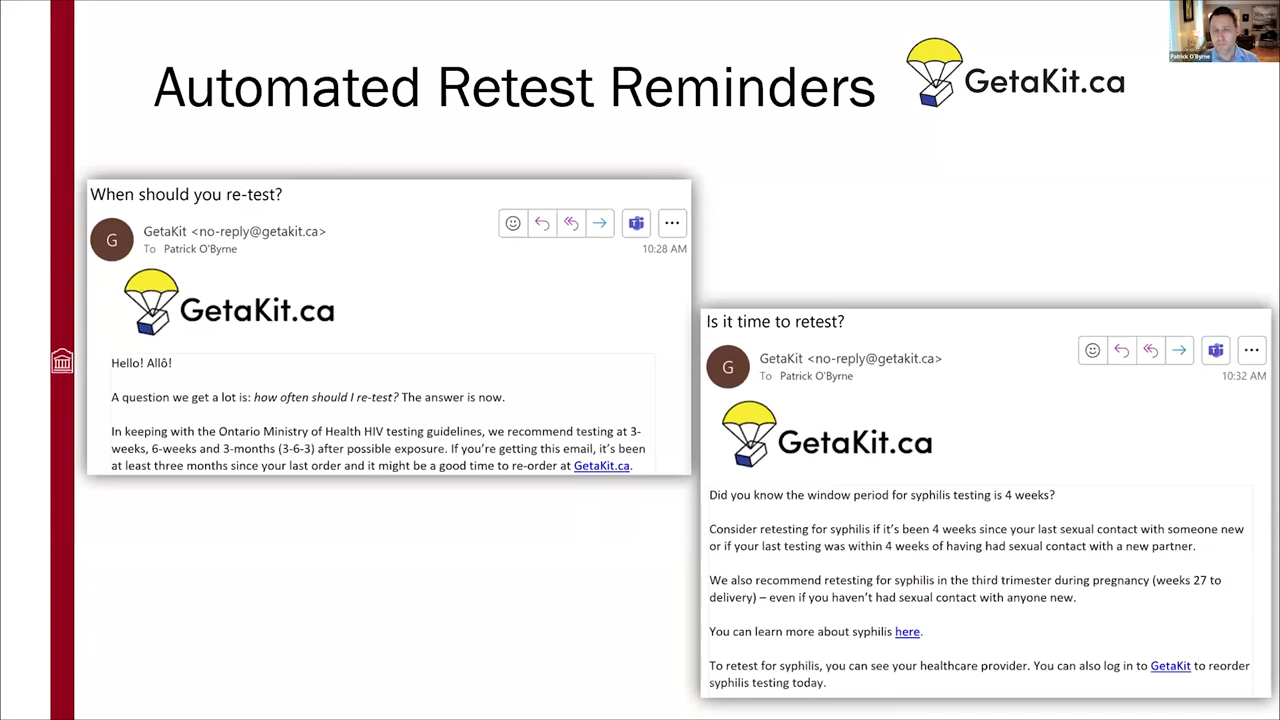 Automated Retest Reminders
GetaKit.ca
Patrick O'Byrne
When should you re-test?
G
GetaKit <no-reply@getakit.ca>
To Patrick O'Byrne
10:28 AM
GetaKit.ca
Hello! Allô!
A question we get a lot is: how often should I re-test? The answer is now.
In keeping with the Ontario Ministry of Health HIV testing guidelines, we recommend testing at 3-
weeks, 6-weeks and 3-months (3-6-3) after possible exposure. If you're getting this email, it's been
at least three months since your last order and it might be a good time to re-order at GetaKit.ca.
Is it time to retest?
G
GetaKit <no-reply@getakit.ca>
To Patrick O'Byrne
10:32 AM
GetaKit.ca
Did you know the window period for syphilis testing is 4 weeks?
Consider retesting for syphilis if it's been 4 weeks since your last sexual contact with someone new
or if your last testing was within 4 weeks of having had sexual contact with a new partner.
We also recommend retesting for syphilis in the third trimester during pregnancy (weeks 27 to
delivery) – even if you haven't had sexual contact with anyone new.
You can learn more about syphilis here.
To retest for syphilis, you can see your healthcare provider. You can also log in to GetaKit to reorder
syphilis testing today.